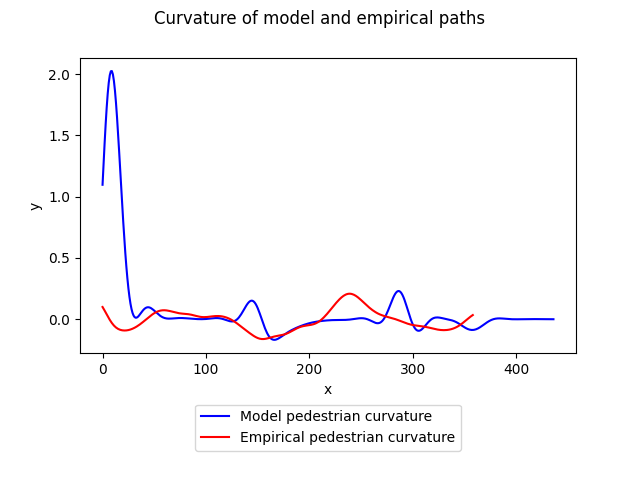 Curvature of model and empirical paths
2.0
1.5
1.0
0.5
0.0
y
0 100 200 300 400
x
Model pedestrian curvature
Empirical pedestrian curvature